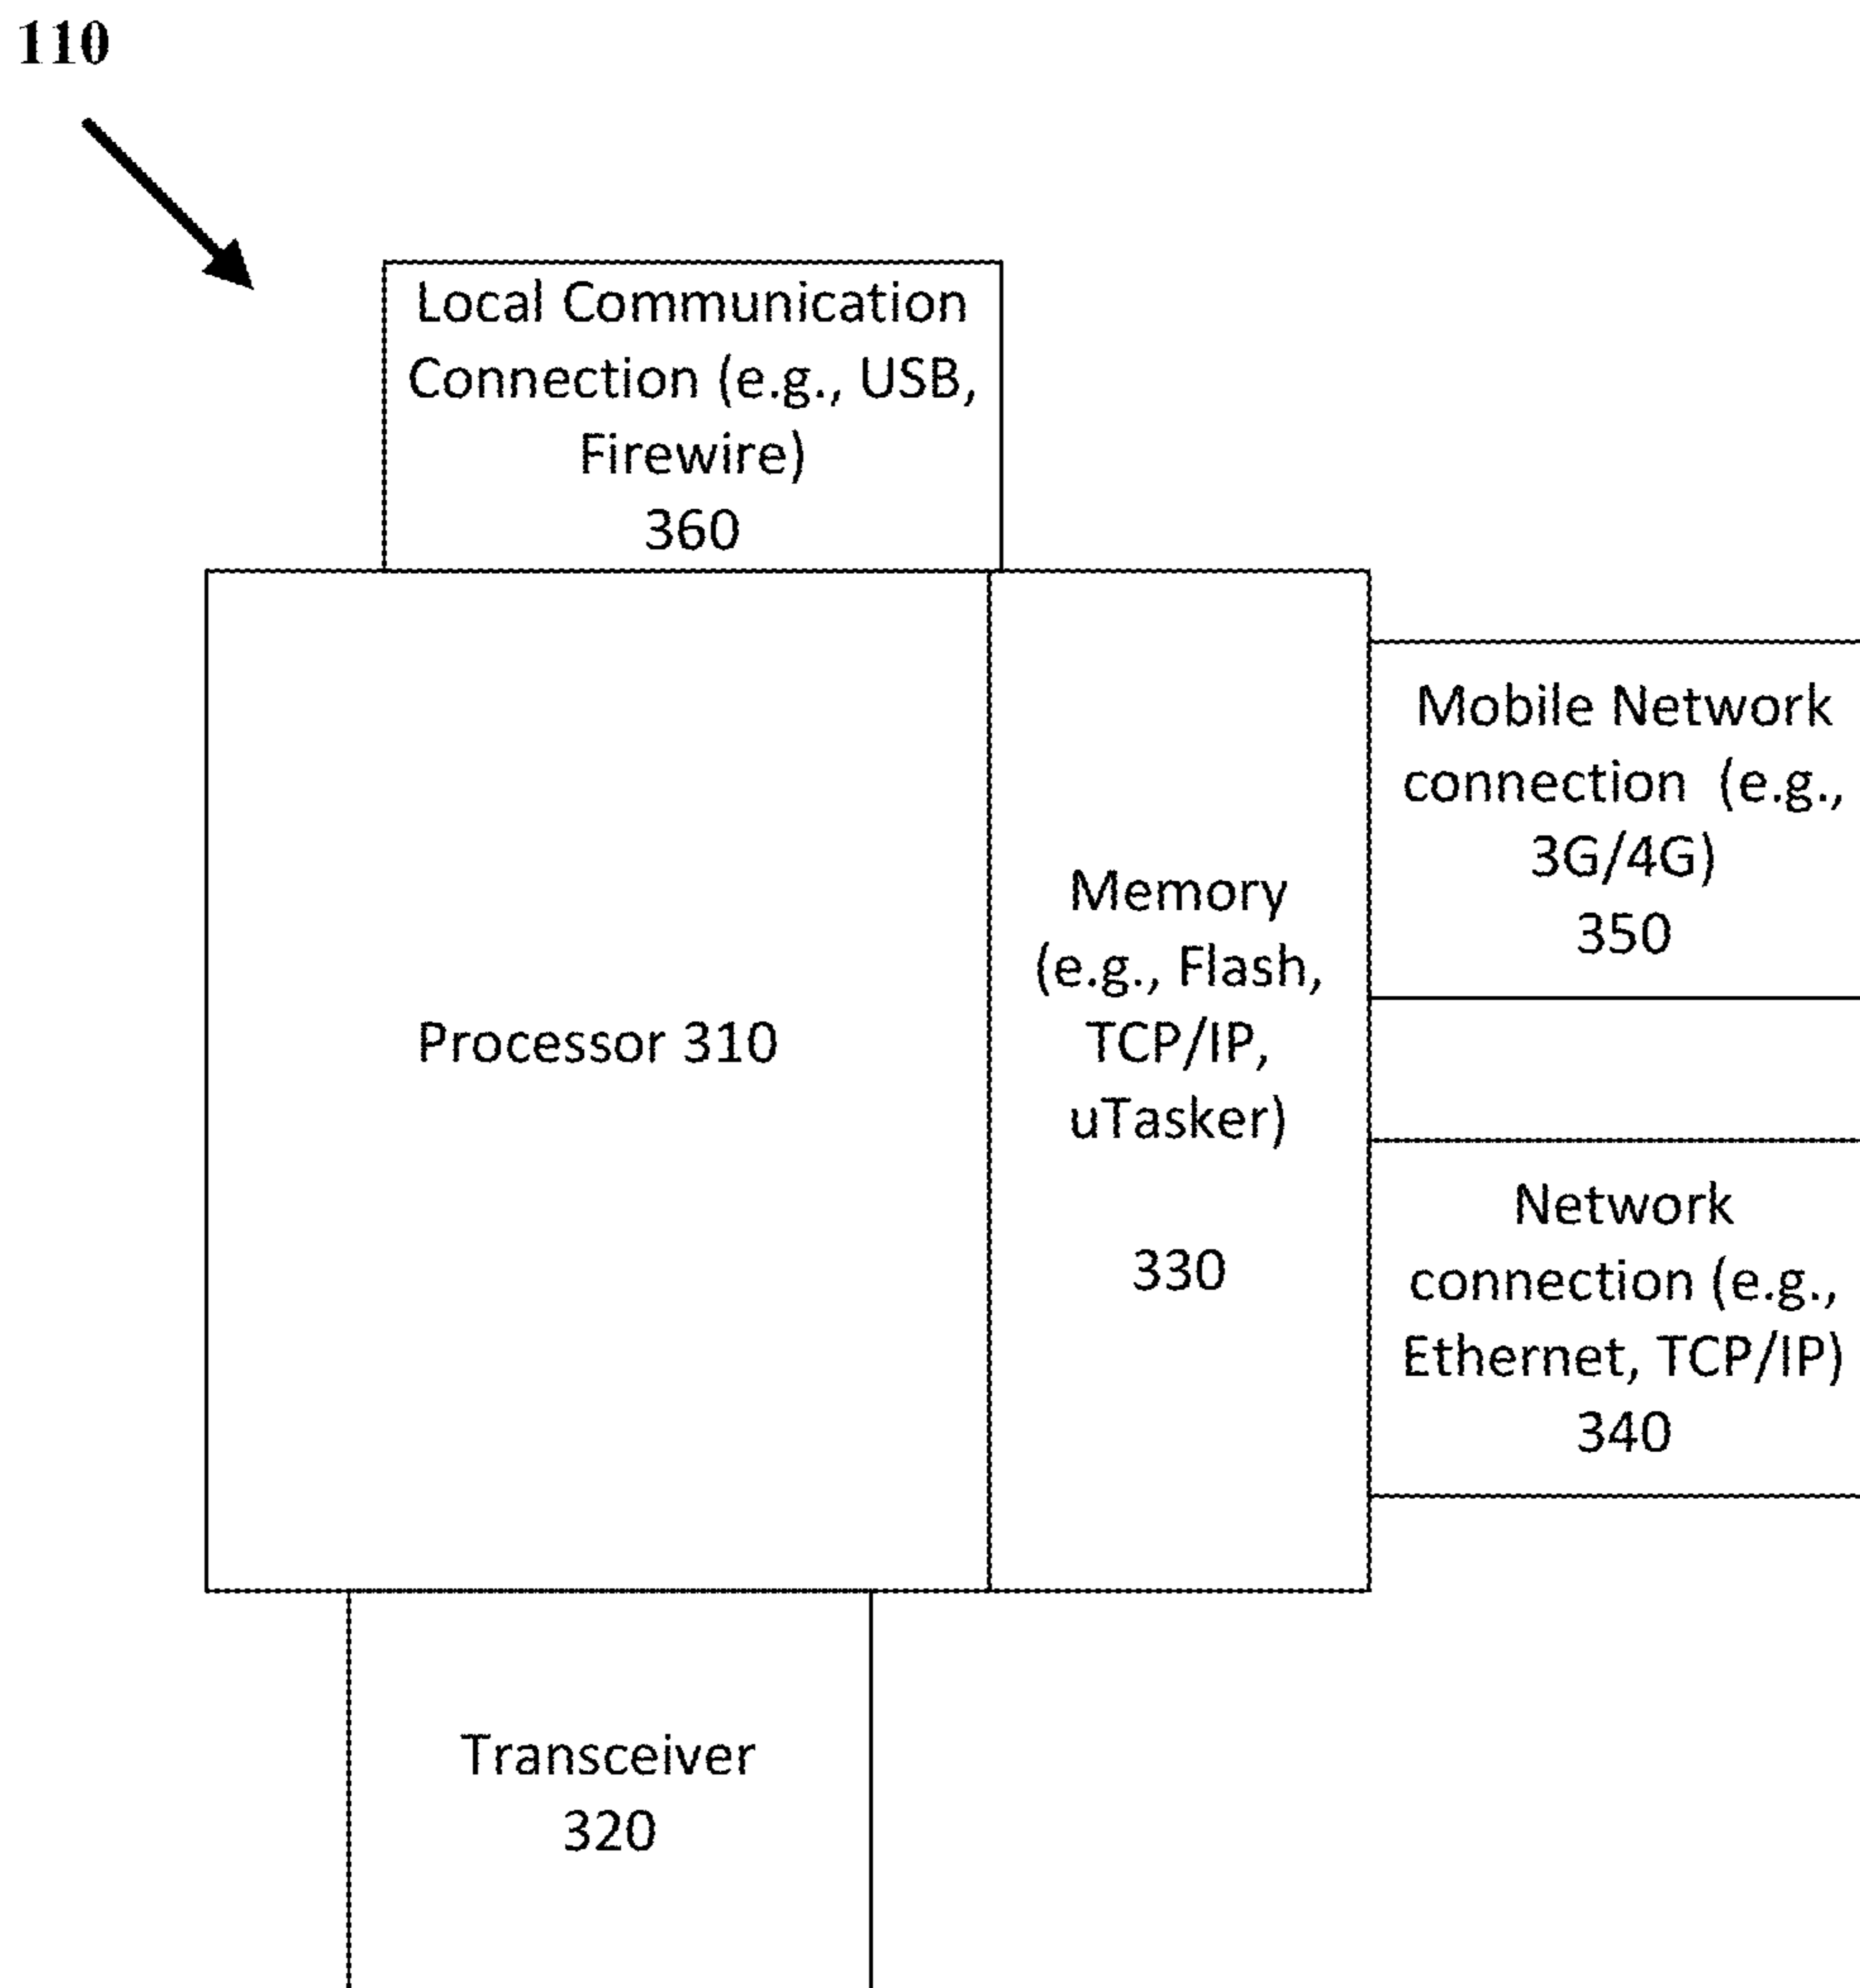 110
Local Communication
Connection (e.g., USB,
Firewire)
360
Processor 310
Memory
(e.g., Flash,
TCP/IP,
uTasker)
330
Mobile Network
connection (e.g.,
3G/4G)
350
Network
connection (e.g.,
Ethernet, TCP/IP)
340
Transceiver
320